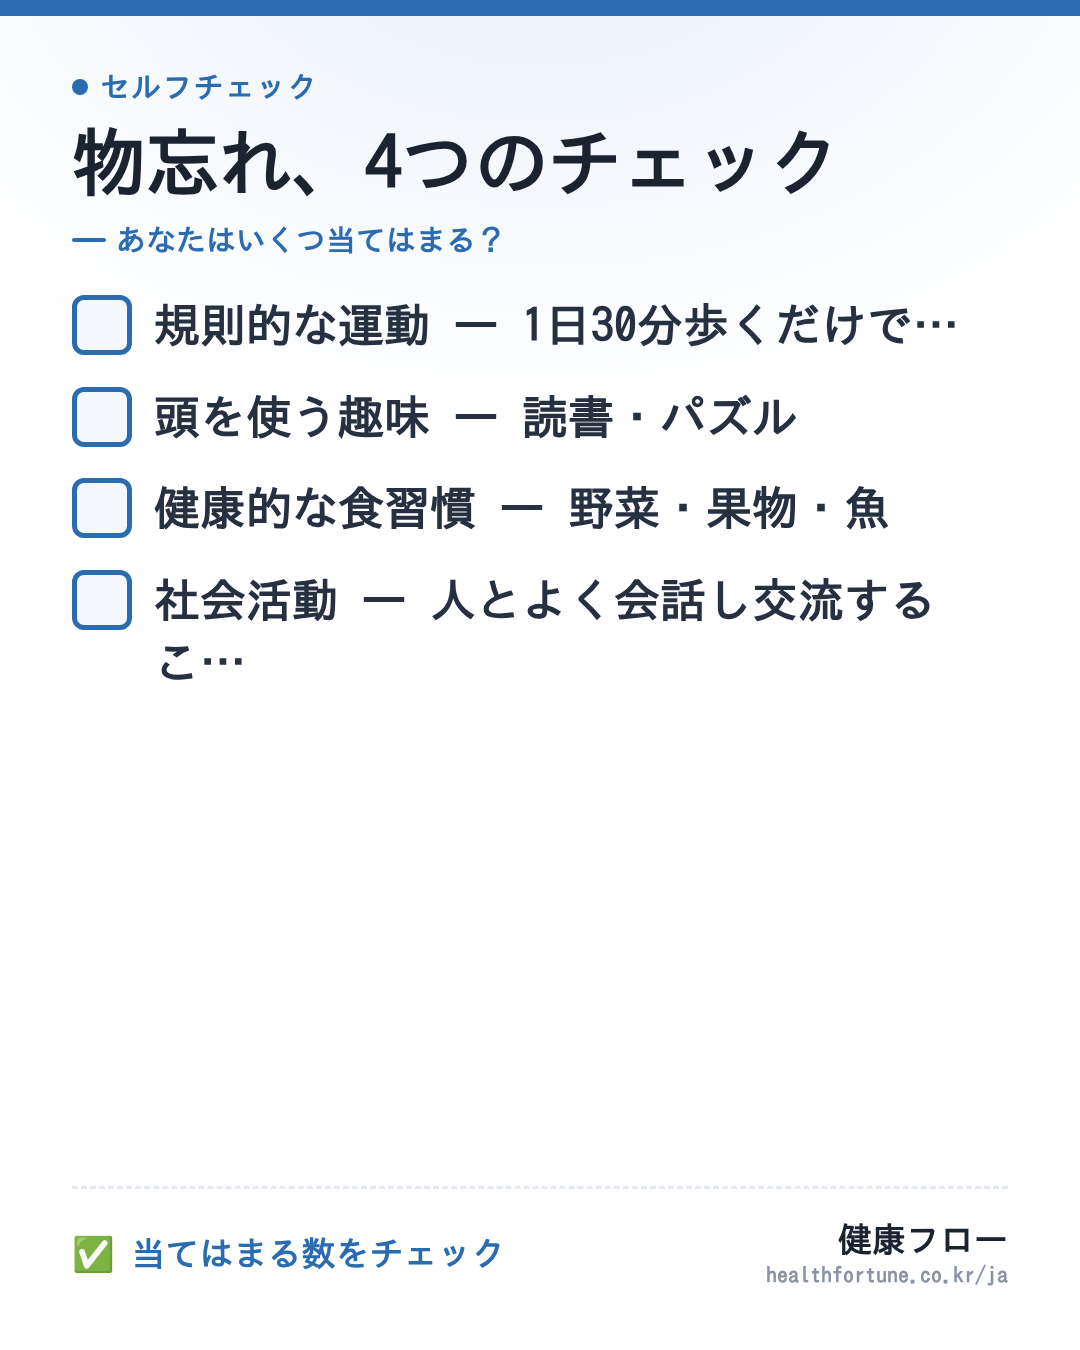 セルフチェック
物忘れ、4つのチェック
— あなたはいくつ当てはまる？
規則的な運動 — 1日30分歩くだけで…
頭を使う趣味 — 読書・パズル
健康的な食習慣 — 野菜・果物・魚
社会活動 — 人とよく会話し交流する
こ…
✅ 当てはまる数をチェック
健康フロー
healthfortune.co.kr/ja